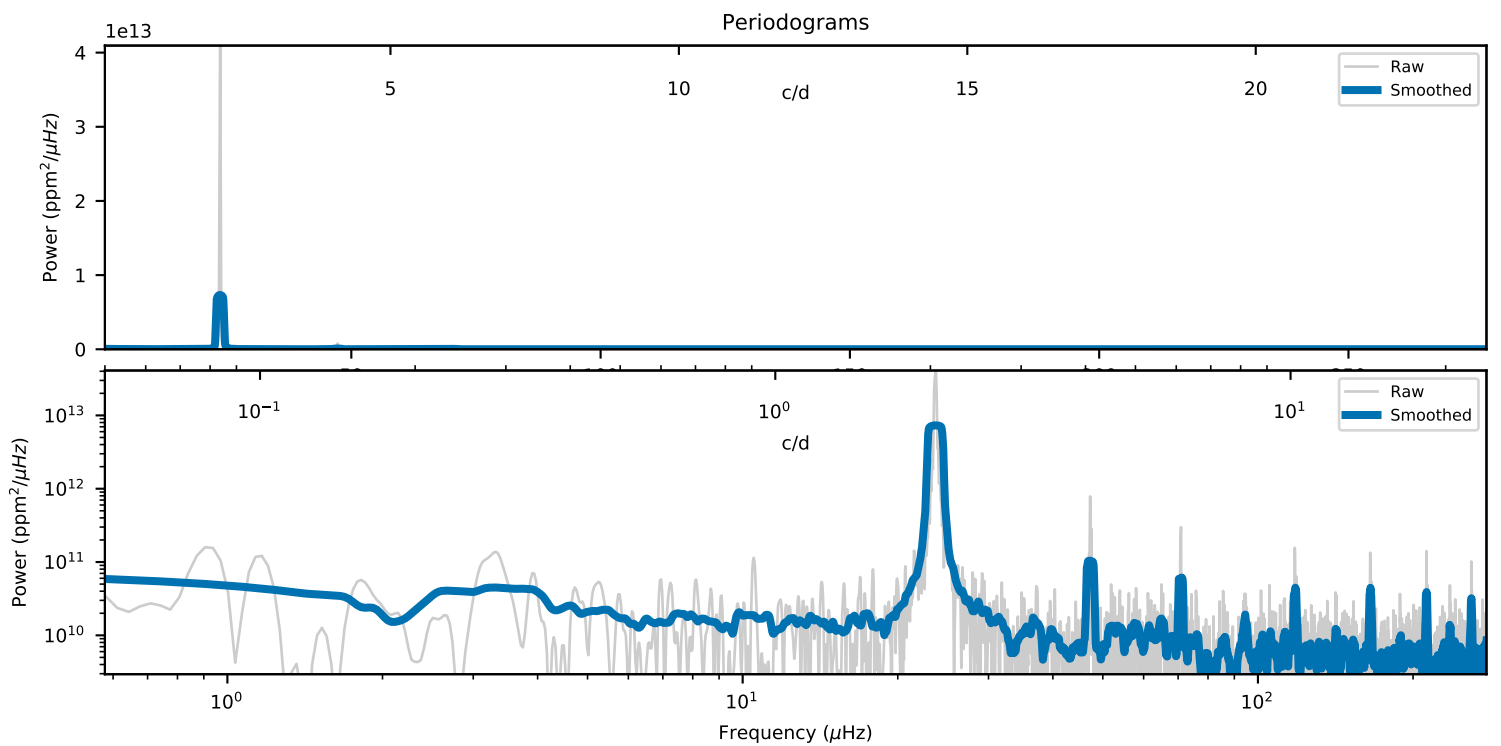 Periodograms
1e13
4
3
2
1
0
Power (ppm²/μHz)
5 10 15 20
c/d
Raw
Smoothed
10⁻¹ 10⁰ 10¹
c/d
Raw
Smoothed
10¹³
10¹²
10¹¹
10¹⁰
Power (ppm²/μHz)
10⁰ 10¹ 10²
Frequency (μHz)